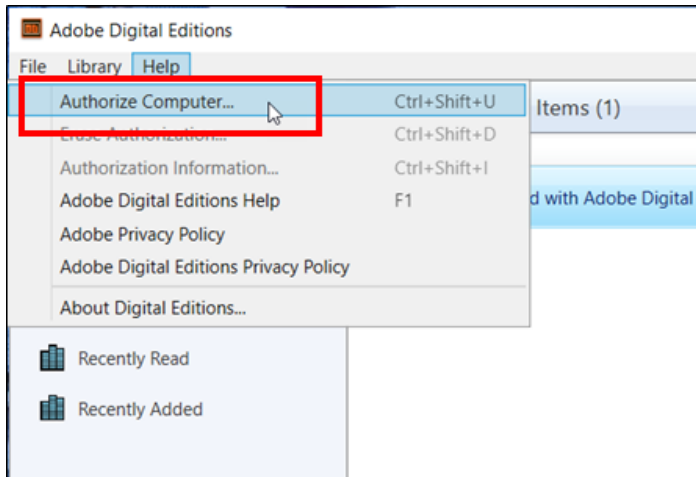 Adobe Digital Editions
File Library Help
Authorize Computer... Ctrl+Shift+U
Items (1)
Erase Authorization... Ctrl+Shift+D
Authorization Information... Ctrl+Shift+I
Adobe Digital Editions Help F1
d with Adobe Digital
Adobe Privacy Policy
Adobe Digital Editions Privacy Policy
About Digital Editions...
Recently Read
Recently Added